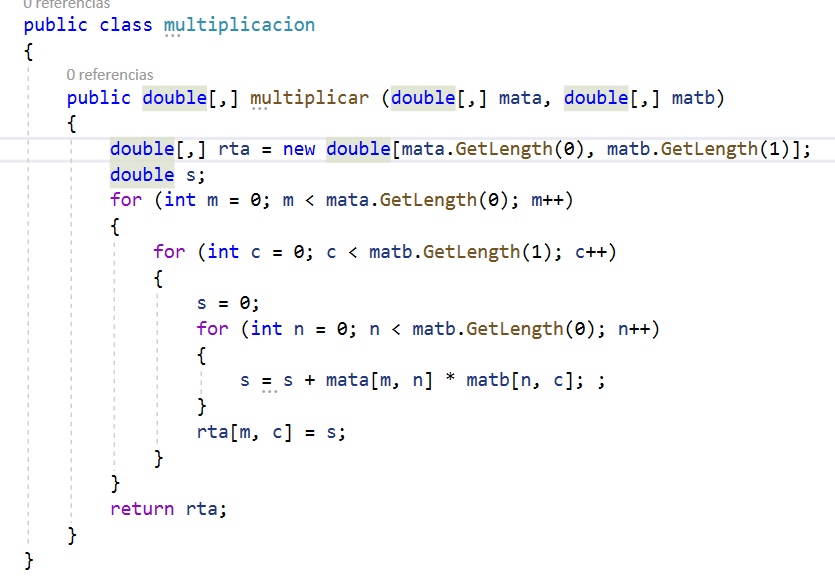 0 referencias
public class multiplicacion
{
0 referencias
public double[,] multiplicar (double[,] mata, double[,] matb)
{
double[,] rta = new double[mata.GetLength(0), matb.GetLength(1)];
double s;
for (int m = 0; m < mata.GetLength(0); m++)
{
for (int c = 0; c < matb.GetLength(1); c++)
{
s = 0;
for (int n = 0; n < matb.GetLength(0); n++)
{
s = s + mata[m, n] * matb[n, c]; ;
}
rta[m, c] = s;
}
}
return rta;
}
}